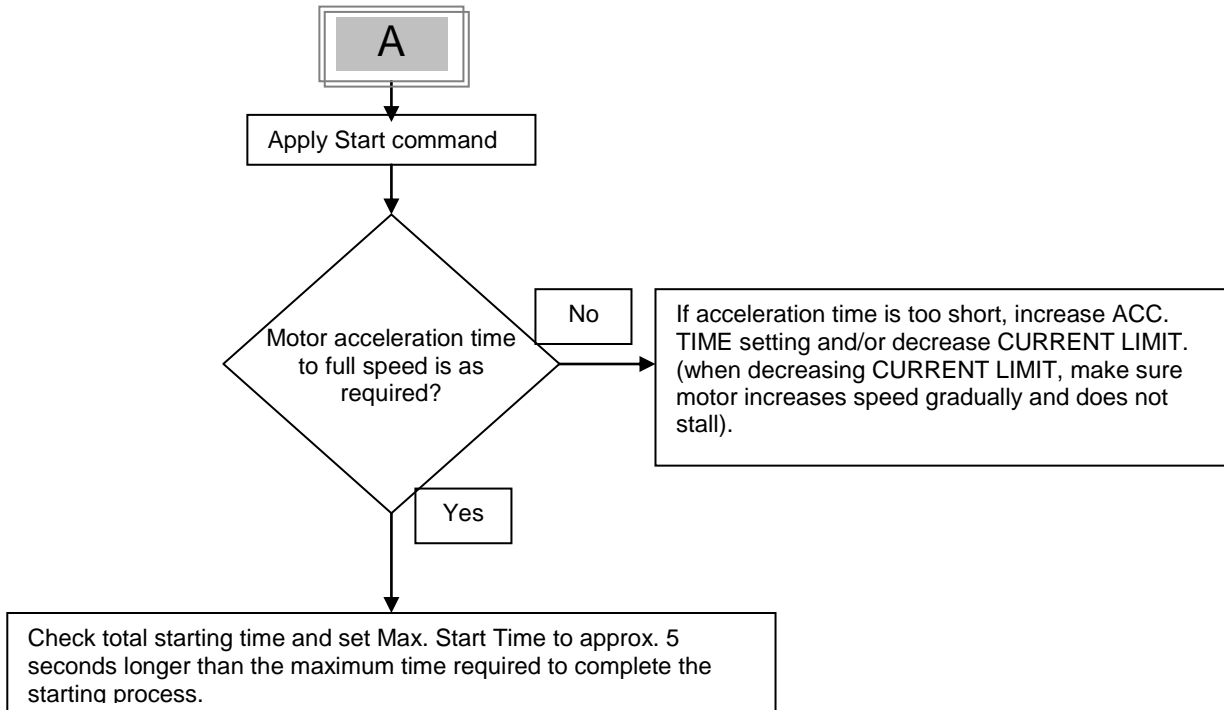 A
Apply Start command
Motor acceleration time
to full speed is as
required?
No
If acceleration time is too short, increase ACC.
TIME setting and/or decrease CURRENT LIMIT.
(when decreasing CURRENT LIMIT, make sure
motor increases speed gradually and does not
stall).
Yes
Check total starting time and set Max. Start Time to approx. 5
seconds longer than the maximum time required to complete the
starting process.